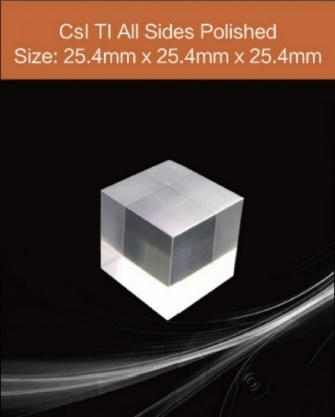 CsI Tl All Sides Polished
Size: 25.4mm x 25.4mm x 25.4mm